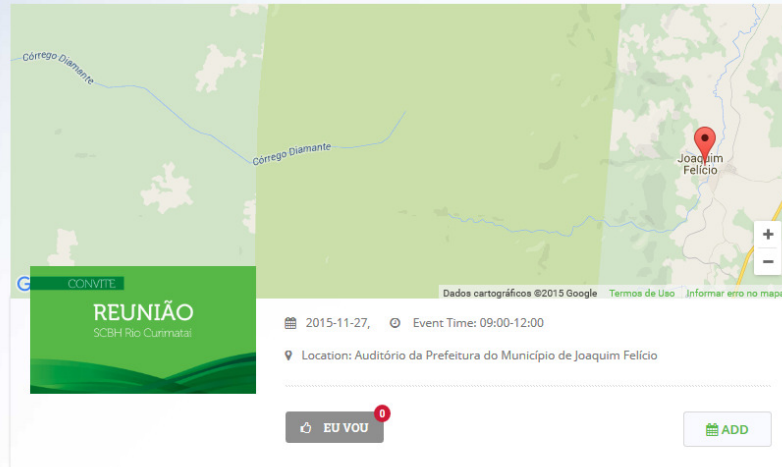 Córrego Diamante
Córrego Diamante
Joaquim
Felício
+
−
G
Dados cartográficos ©2015 Google Termos de Uso Informar erro no mapa
CONVITE
REUNIÃO
SCBH Rio Curimataí
2015-11-27, Event Time: 09:00-12:00
Location: Auditório da Prefeitura do Município de Joaquim Felício
0
EU VOU
ADD